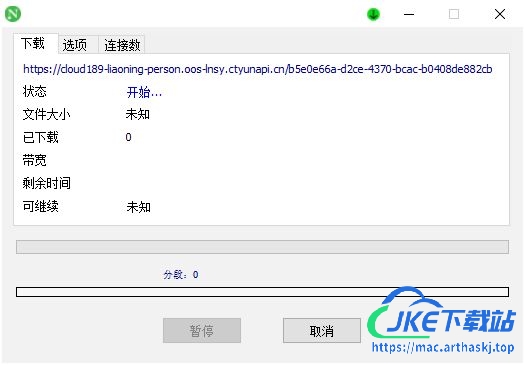 下载 选项 连接数
https://cloud189-liaoning-person.oos-lnsy.ctyunapi.cn/b5e0e66a-d2ce-4370-bcac-b0408de882cb
状态 开始...
文件大小 未知
已下载 0
带宽
剩余时间
可继续 未知
分段：0
暂停 取消
JKE下载站
https://mac.arthaskj.top